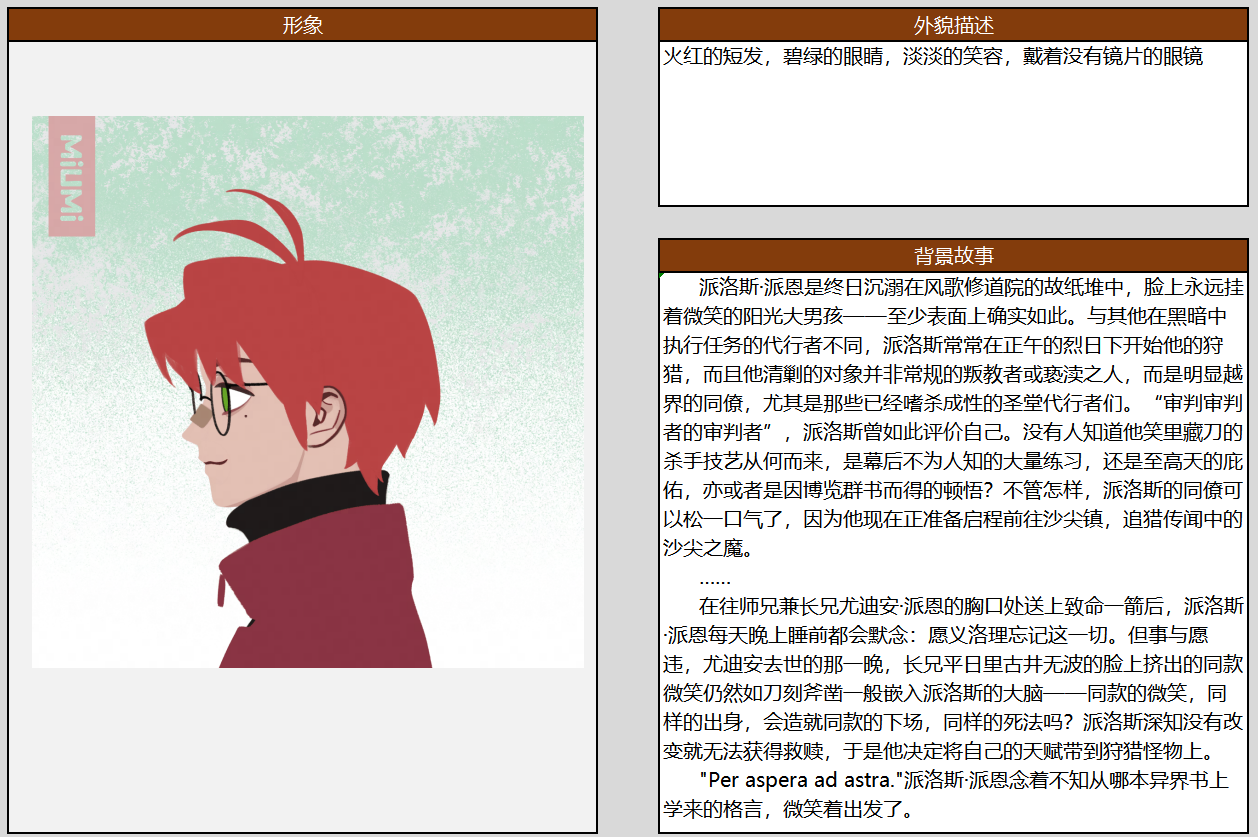 形象
MiUMi
外貌描述
火红的短发，碧绿的眼睛，淡淡的笑容，戴着没有镜片的眼镜
背景故事
派洛斯·派恩是终日沉溺在风歌修道院的故纸堆中，脸上永远挂
着微笑的阳光大男孩——至少表面上确实如此。与其他在黑暗中
执行任务的代行者不同，派洛斯常常在正午的烈日下开始他的狩
猎，而且他清剿的对象并非常规的叛教者或亵渎之人，而是明显越
界的同僚，尤其是那些已经嗜杀成性的圣堂代行者们。“审判审判
者的审判者”，派洛斯曾如此评价自己。没有人知道他笑里藏刀的
杀手技艺从何而来，是幕后不为人知的大量练习，还是至高天的庇
佑，亦或者是因博览群书而得的顿悟？不管怎样，派洛斯的同僚可
以松一口气了，因为他现在正准备启程前往沙尖镇，追猎传闻中的
沙尖之魔。
……
在往师兄兼长兄尤迪安·派恩的胸口处送上致命一箭后，派洛斯
·派恩每天晚上睡前都会默念：愿义洛理忘记这一切。但事与愿
违，尤迪安去世的那一晚，长兄平日里古井无波的脸上挤出的同款
微笑仍然如刀刻斧凿一般嵌入派洛斯的大脑——同款的微笑，同
样的出身，会造就同款的下场，同样的死法吗？派洛斯深知没有改
变就无法获得救赎，于是他决定将自己的天赋带到狩猎怪物上。
"Per aspera ad astra."派洛斯·派恩念着不知从哪本异界书上
学来的格言，微笑着出发了。